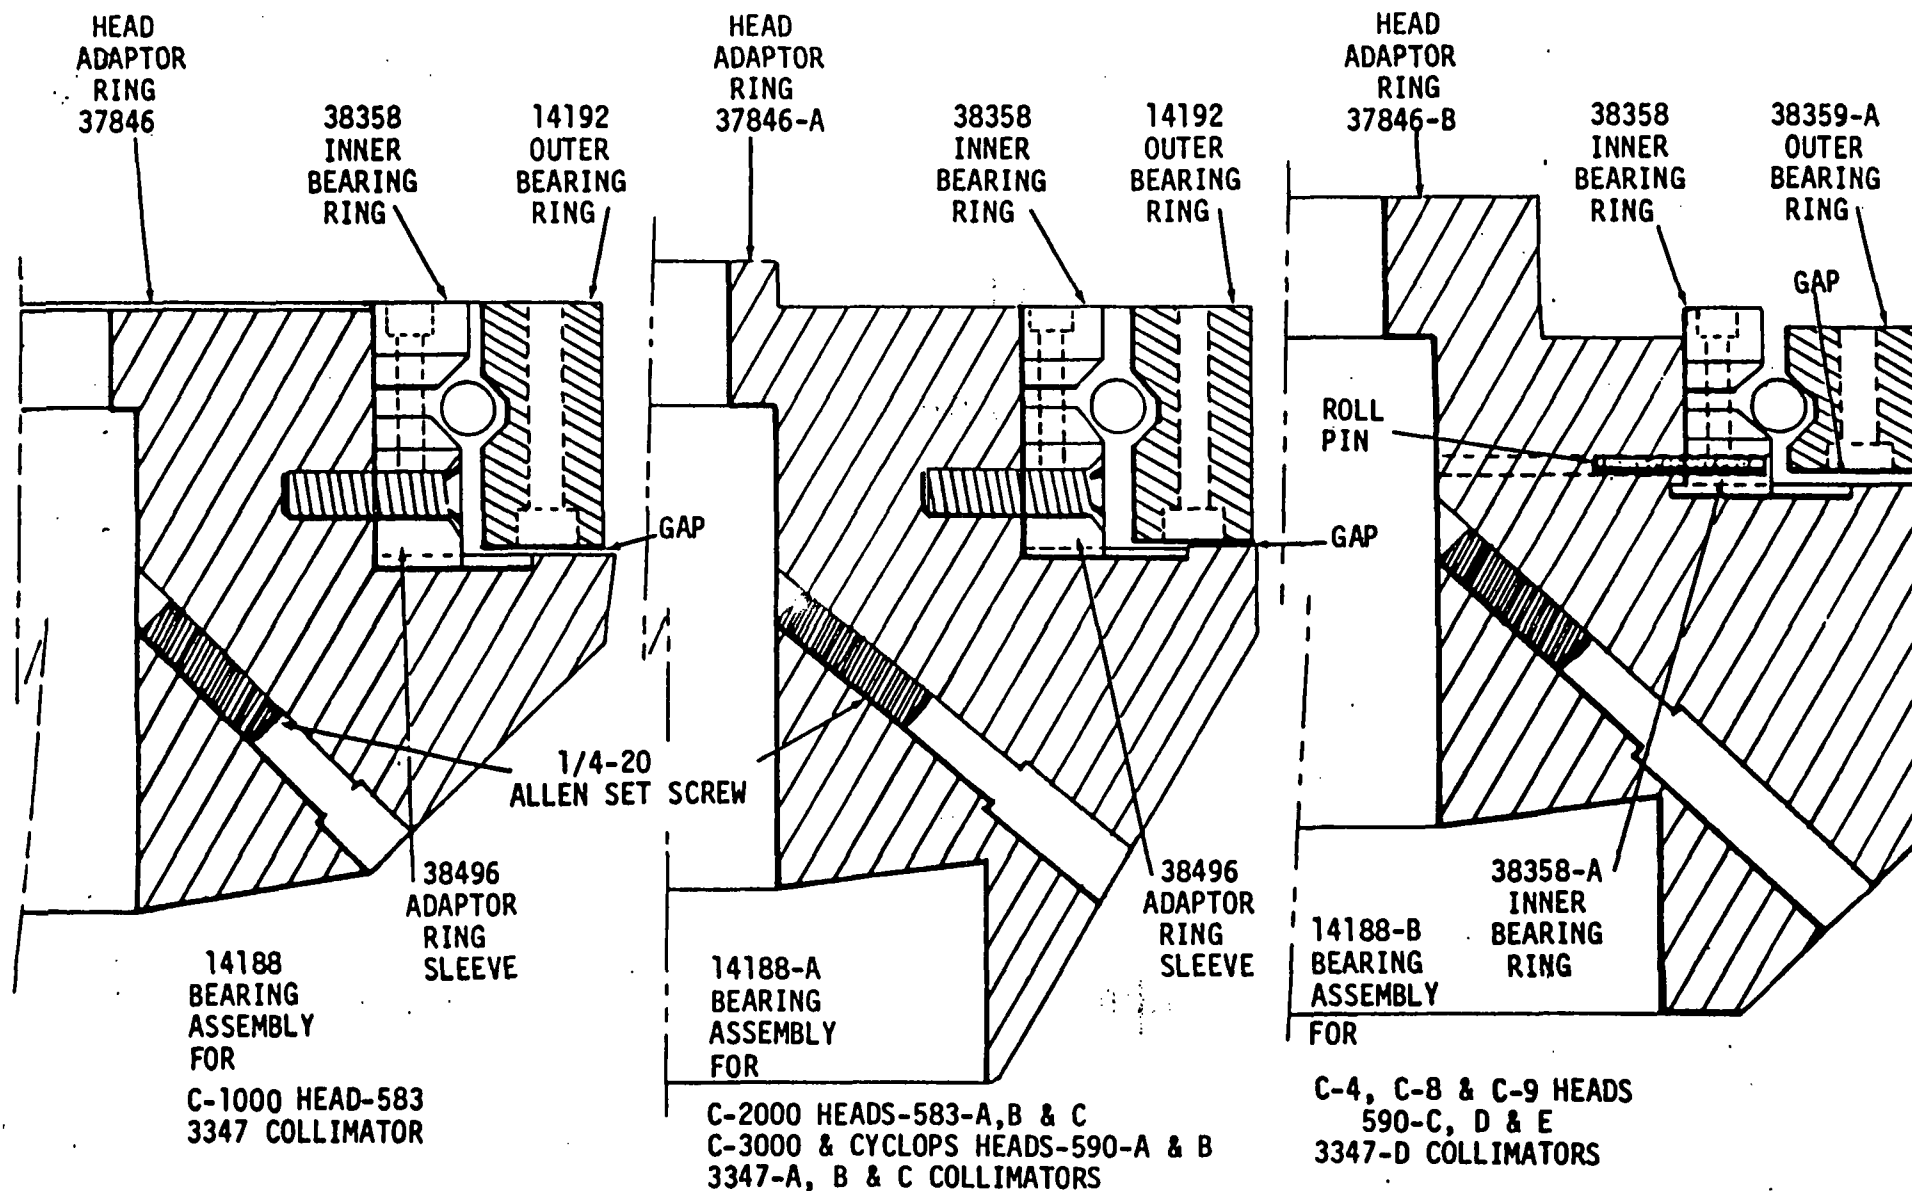 HEAD
ADAPTOR
RING
37846
38358
INNER
BEARING
RING
14192
OUTER
BEARING
RING
GAP
1/4-20
ALLEN SET SCREW
38496
ADAPTOR
RING
SLEEVE
14188
BEARING
ASSEMBLY
FOR
C-1000 HEAD-583
3347 COLLIMATOR
HEAD
ADAPTOR
RING
37846-A
38358
INNER
BEARING
RING
14192
OUTER
BEARING
RING
GAP
38496
ADAPTOR
RING
SLEEVE
14188-A
BEARING
ASSEMBLY
FOR
C-2000 HEADS-583-A,B & C
C-3000 & CYCLOPS HEADS-590-A & B
3347-A, B & C COLLIMATORS
HEAD
ADAPTOR
RING
37846-B
38358
INNER
BEARING
RING
38359-A
OUTER
BEARING
RING
GAP
ROLL
PIN
38358-A
INNER
BEARING
RING
14188-B
BEARING
ASSEMBLY
FOR
C-4, C-8 & C-9 HEADS
590-C, D & E
3347-D COLLIMATORS